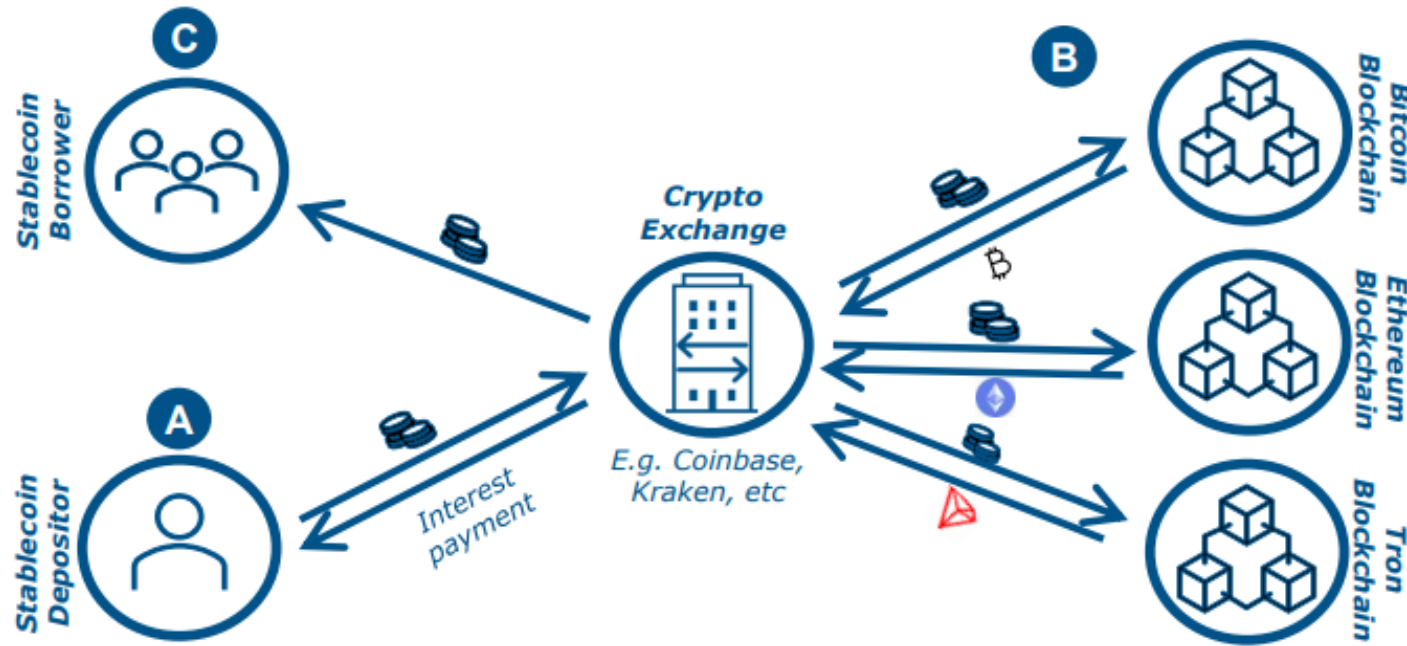 C
Stablecoin
Borrower
B
Bitcoin
Blockchain
Crypto
Exchange
E.g. Coinbase,
Kraken, etc
Ethereum
Blockchain
A
Stablecoin
Depositor
Interest
payment
Tron
Blockchain